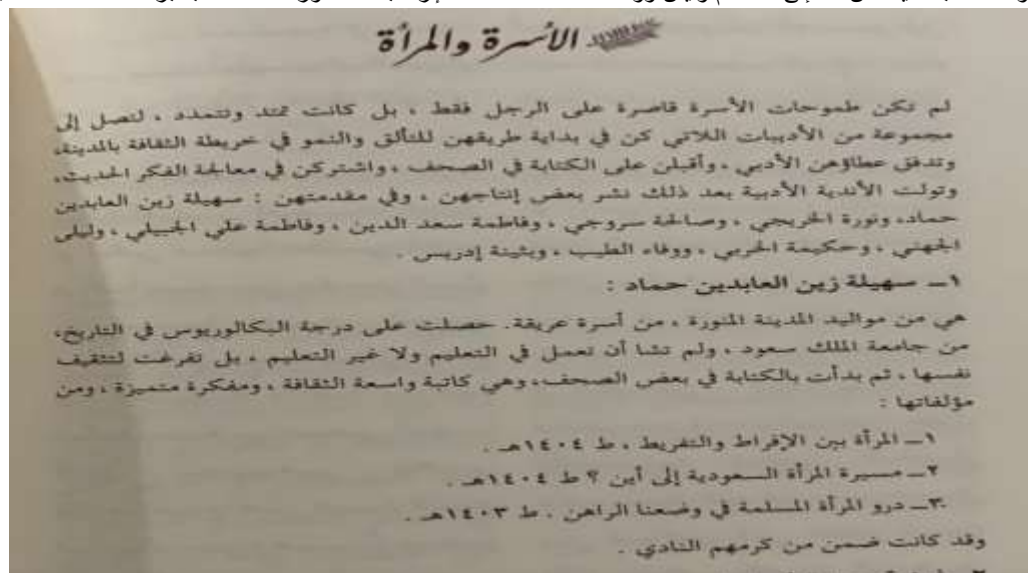 الأسرة والمرأة
لم تكن طموحات الأسرة قاصرة على الرجل فقط ، بل كانت تمتد وتتمدد ، لتصل إلى
مجموعة من الأديبات اللاتي كن في بداية طريقهن للتألق والنمو في خريطة الثقافة بالمدينة،
وتدفق عطاؤهن الأدبي ، وأقبلن على الكتابة في الصحف ، واشتركن في معالجة الفكر الحديث،
وتولت الأندية الأدبية بعد ذلك نشر بعض إنتاجهن ، وفي مقدمتهن : سهيلة زين العابدين
حماد، ونورة الخريجي ، وصالحة سروجي ، وفاطمة سعد الدين ، وفاطمة علي الجبيلي ، وليلى
الجهني ، وحكيمة الحربي ، ووفاء الطيب ، وبثينة إدريس .
١ــ سهيلة زين العابدين حماد :
هي من مواليد المدينة المنورة ، من أسرة عريقة. حصلت على درجة البكالوريوس في التاريخ،
من جامعة الملك سعود ، ولم تشا أن تعمل في التعليم ولا غير التعليم ، بل تفرغت لتثقيف
نفسها ، ثم بدأت بالكتابة في بعض الصحف، وهي كاتبة واسعة الثقافة ، ومفكرة متميزة ، ومن
مؤلفاتها :
١ــ المرأة بين الإفراط والتفريط ، ط ١٤٠٤هـ .
٢ــ مسيرة المرأة السعودية إلى أين ؟ ط ١٤٠٤هـ .
٣ــ درو المرأة المسلمة في وضعنا الراهن . ط ١٤٠٣هـ .
وقد كانت ضمن من كرمهم النادي .